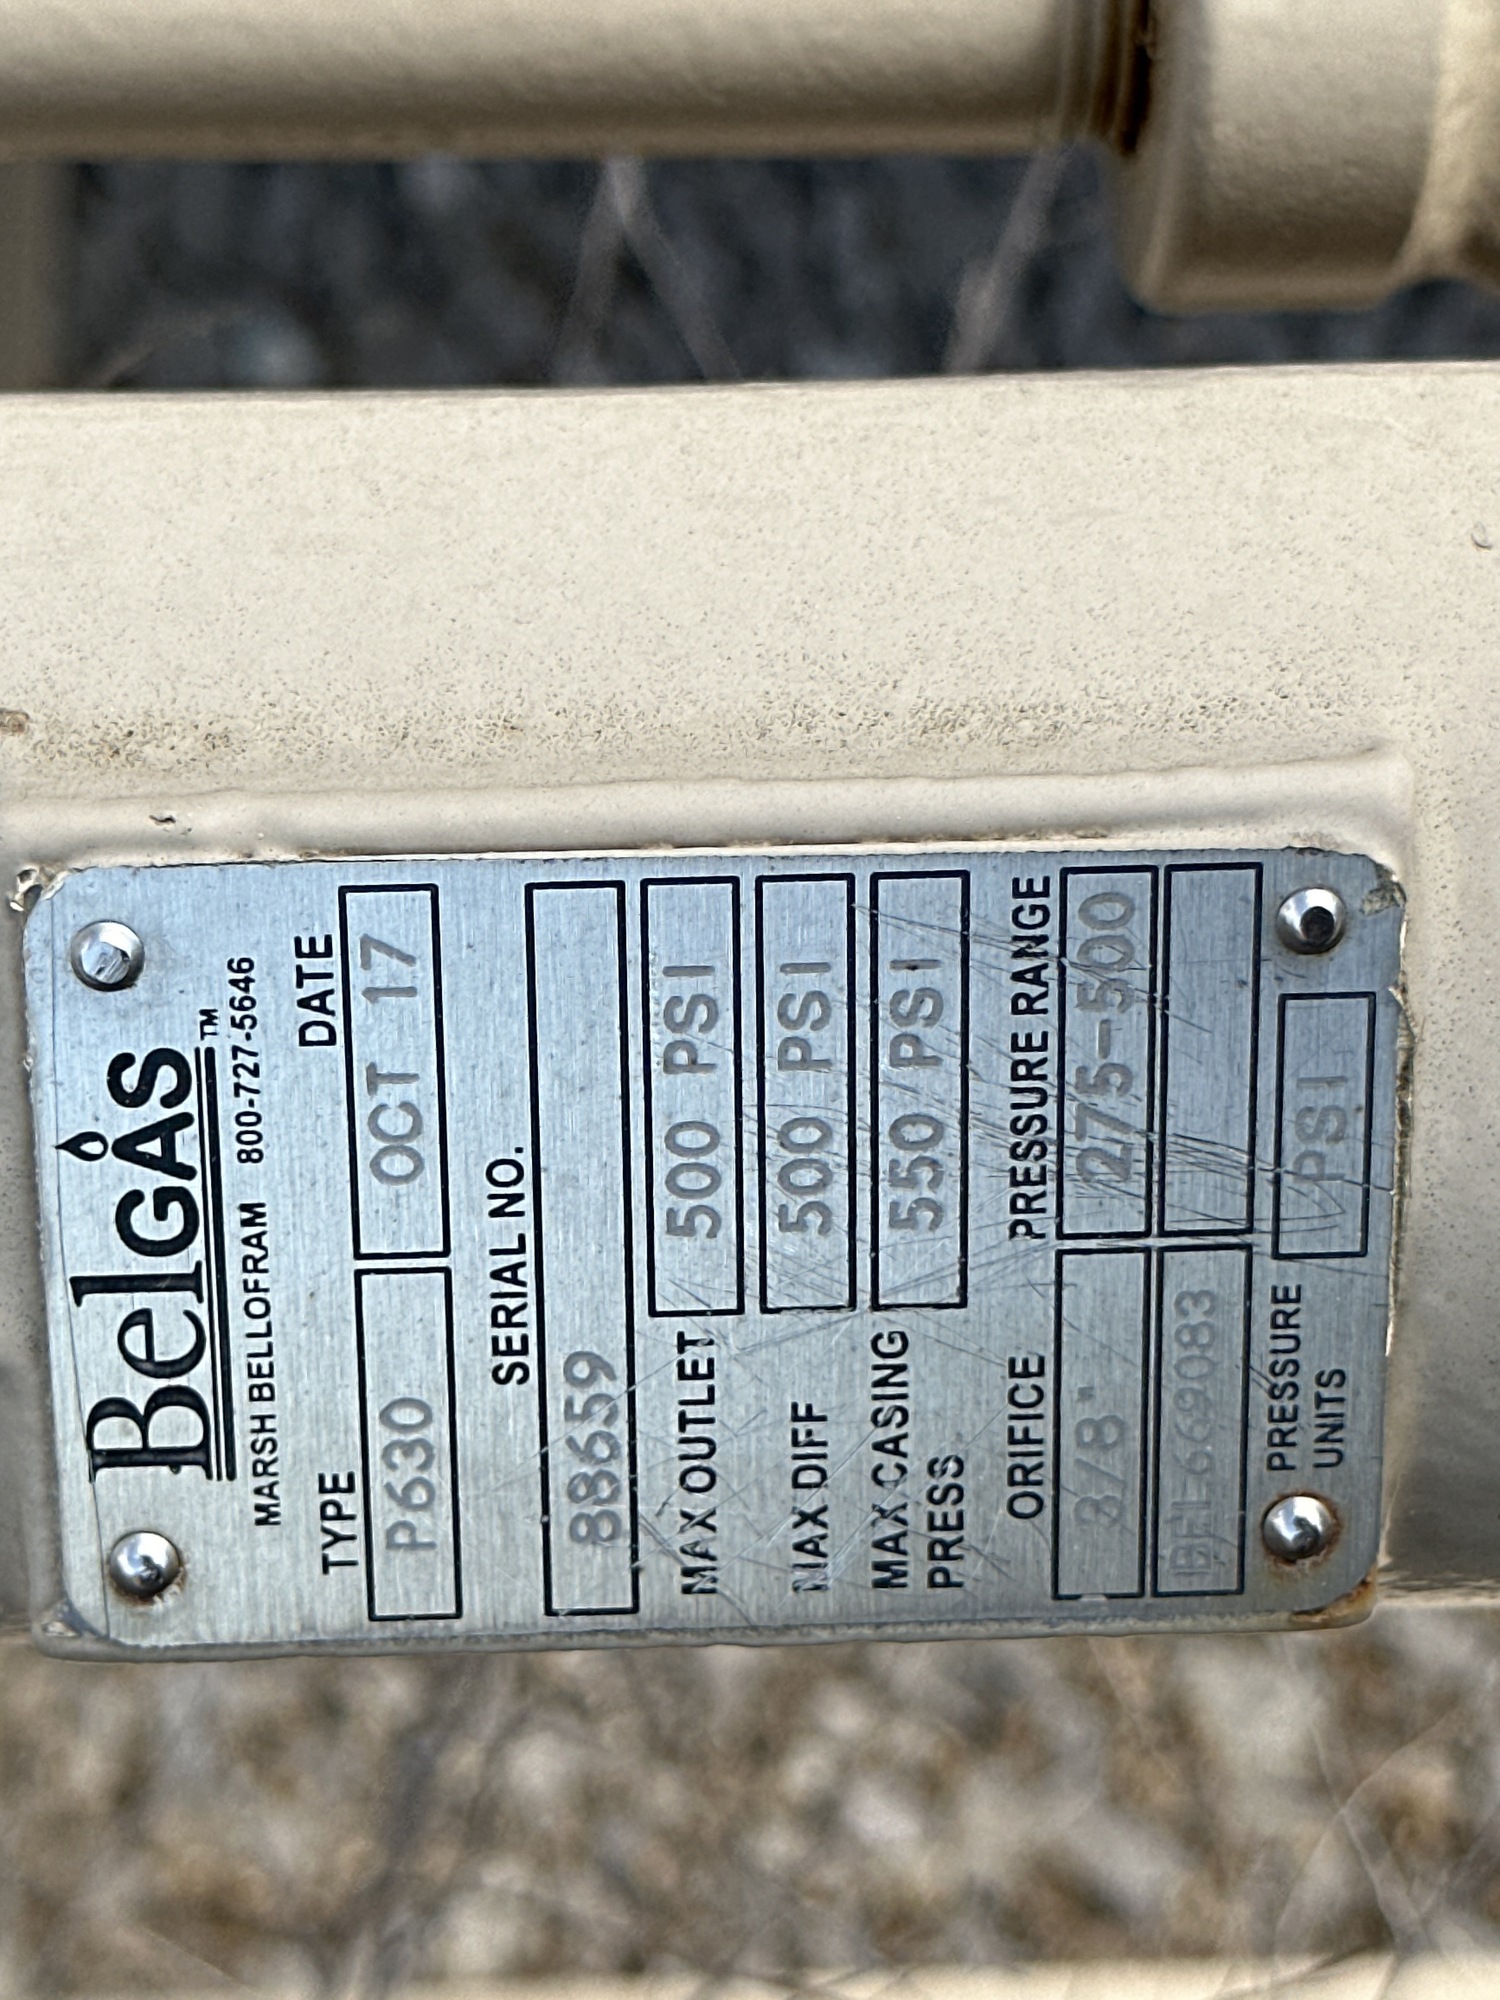 BelGAS™
MARSH BELLOFRAM 800-727-5646
TYPE DATE
P630 OCT 17
SERIAL NO.
88659
MAX OUTLET 500 PSI
MAX DIFF 500 PSI
MAX CASING PRESS 550 PSI
ORIFICE PRESSURE RANGE
3/8" 275-500
BEL669083
PRESSURE UNITS PSI